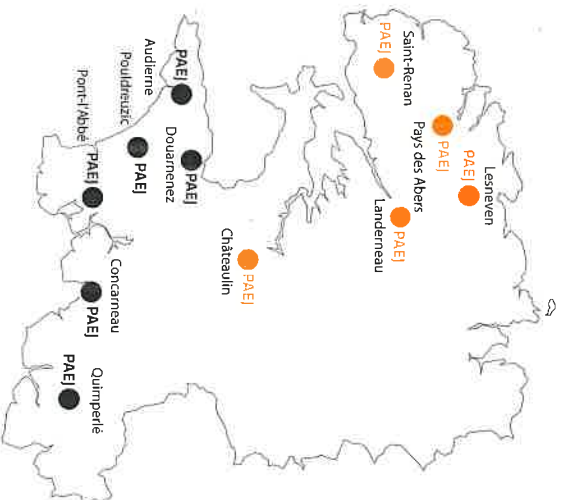 Saint-Renan
PAEJ
Lesneven
PAEJ
Pays des Abers
PAEJ
Landerneau
PAEJ
Châteaulin
PAEJ
Audierne
PAEJ
Douarnenez
PAEJ
Pouldreuzic
PAEJ
Pont-l'Abbé
PAEJ
Concarneau
PAEJ
Quimperlé
PAEJ